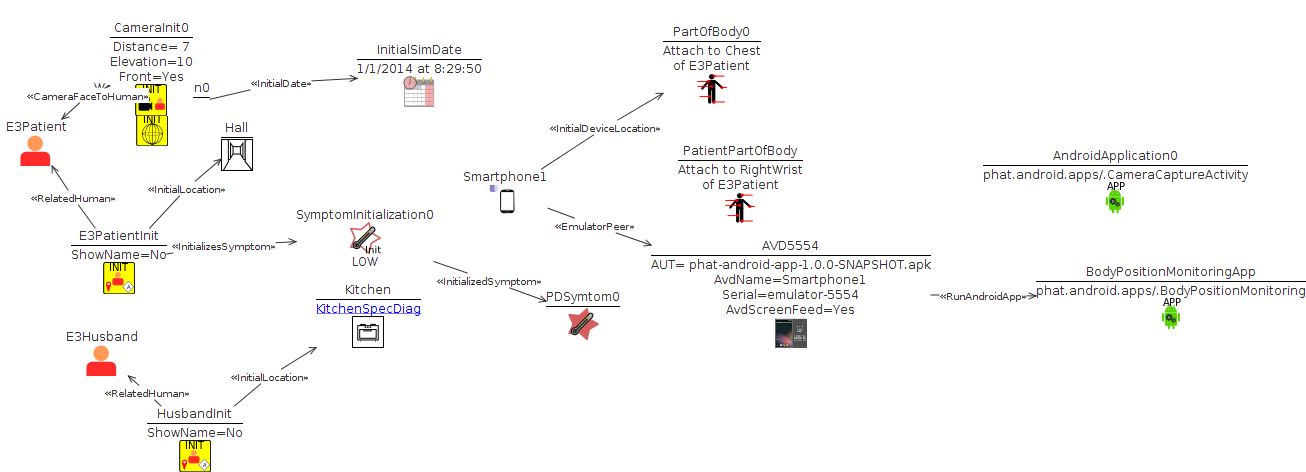 CameraInit0
Distance= 7
Elevation=10
Front=Yes
INIT
«CameraFaceToHuman»
n0
INIT
«InitialDate»
InitialSimDate
1/1/2014 at 8:29:50
E3Patient
Hall
«RelatedHuman»
«InitialLocation»
E3PatientInit
ShowName=No
INIT
A
«InitializesSymptom»
SymptomInitialization0
Init
LOW
«InitializedSymptom»
PDSymtom0
Kitchen
KitchenSpecDiag
E3Husband
«RelatedHuman»
«InitialLocation»
HusbandInit
ShowName=No
INIT
A
PartOfBody0
Attach to Chest
of E3Patient
«InitialDeviceLocation»
Smartphone1
PatientPartOfBody
Attach to RightWrist
of E3Patient
«EmulatorPeer»
AVD5554
AUT= phat-android-app-1.0.0-SNAPSHOT.apk
AvdName=Smartphone1
Serial=emulator-5554
AvdScreenFeed=Yes
«RunAndroidApp»
AndroidApplication0
phat.android.apps/.CameraCaptureActivity
APP
BodyPositionMonitoringApp
phat.android.apps/.BodyPositionMonitoring
APP